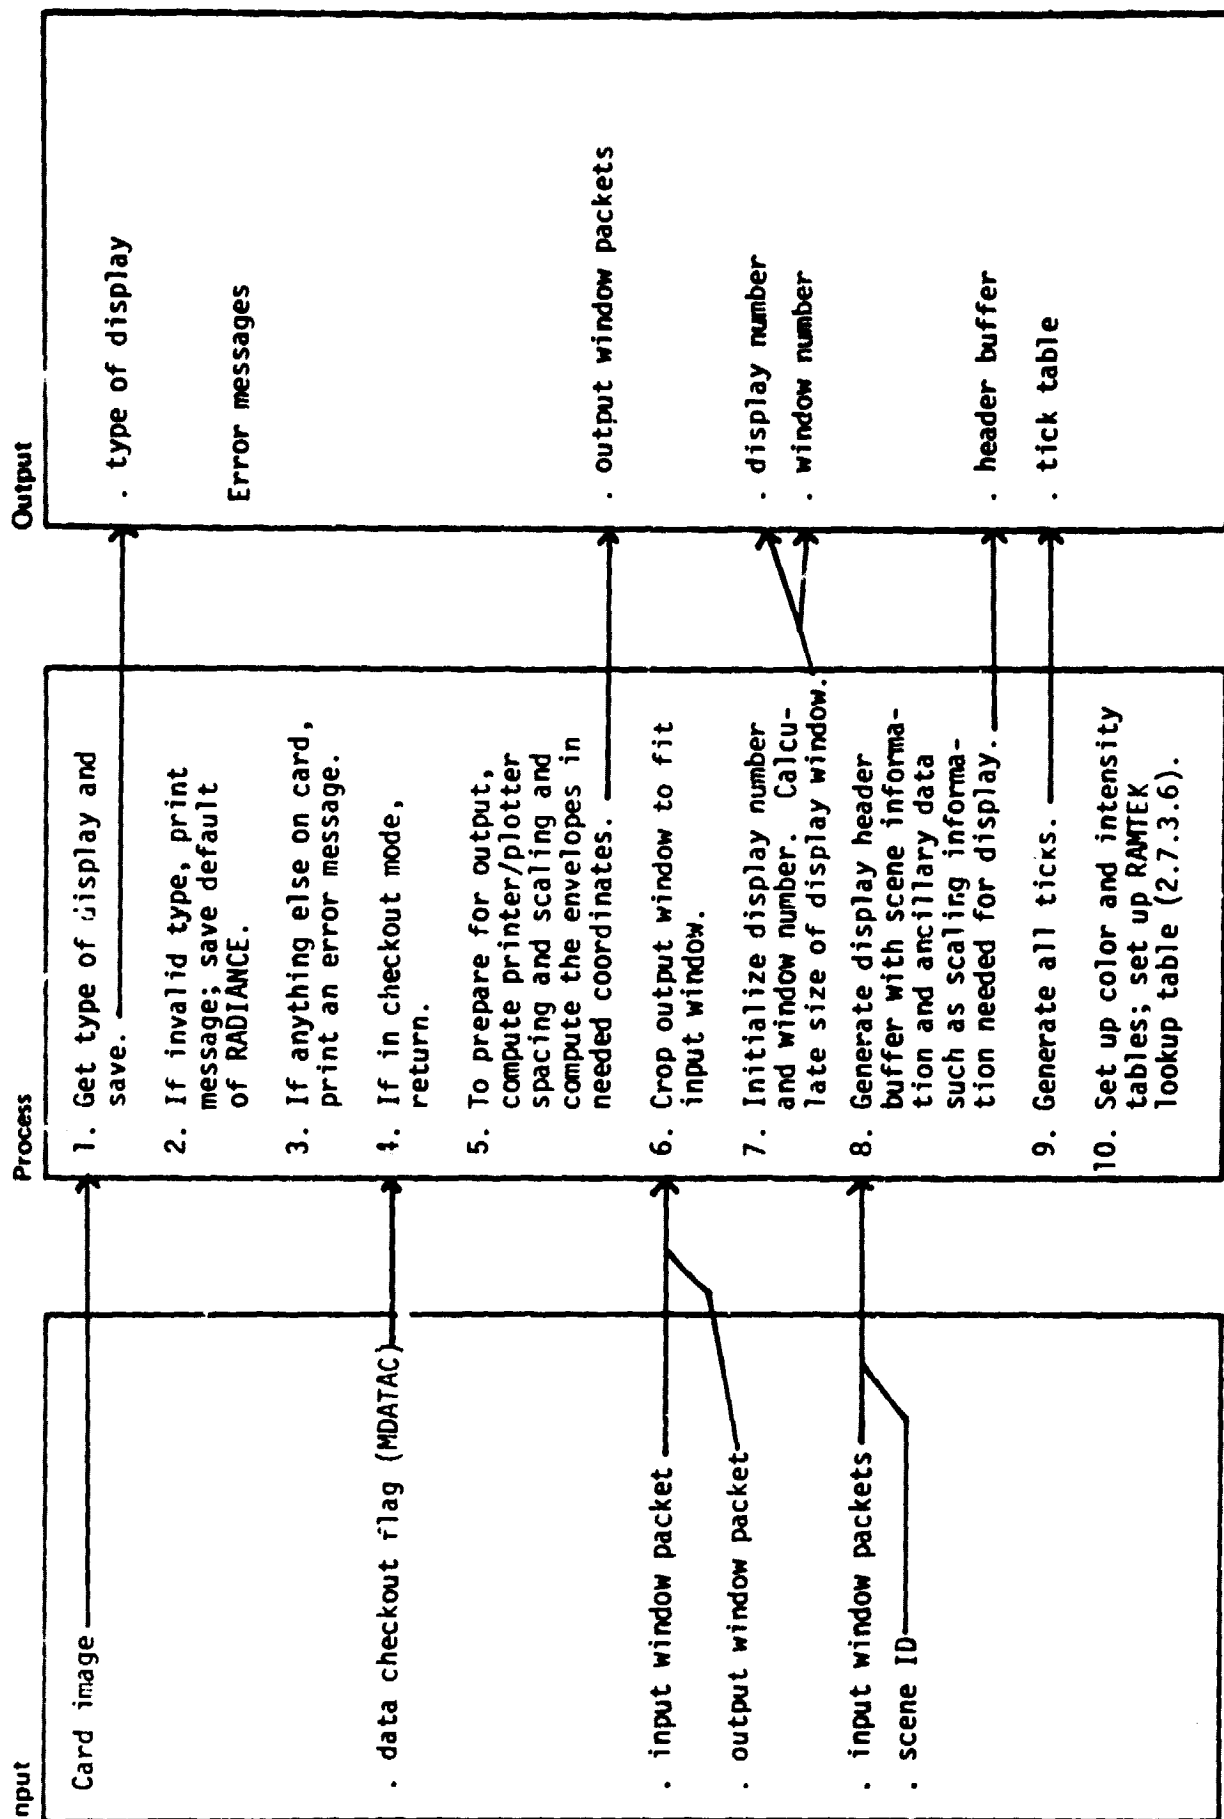 nput
Card image
. data checkout flag (MDATAC)
. input window packet
. output window packet
. input window packets
. scene ID
Process
1. Get type of display and
save.
2. If invalid type, print
message; save default
of RADIANCE.
3. If anything else on card,
print an error message.
4. If in checkout mode,
return.
5. To prepare for output,
compute printer/plotter
spacing and scaling and
compute the envelopes in
needed coordinates.
6. Crop output window to fit
input window.
7. Initialize display number
and window number. Calcu-
late size of display window.
8. Generate display header
buffer with scene informa-
tion and ancillary data
such as scaling informa-
tion needed for display.
9. Generate all ticks.
10. Set up color and intensity
tables; set up RAMTEK
lookup table (2.7.3.6).
Output
. type of display
Error messages
. output window packets
. display number
. window number
. header buffer
. tick table